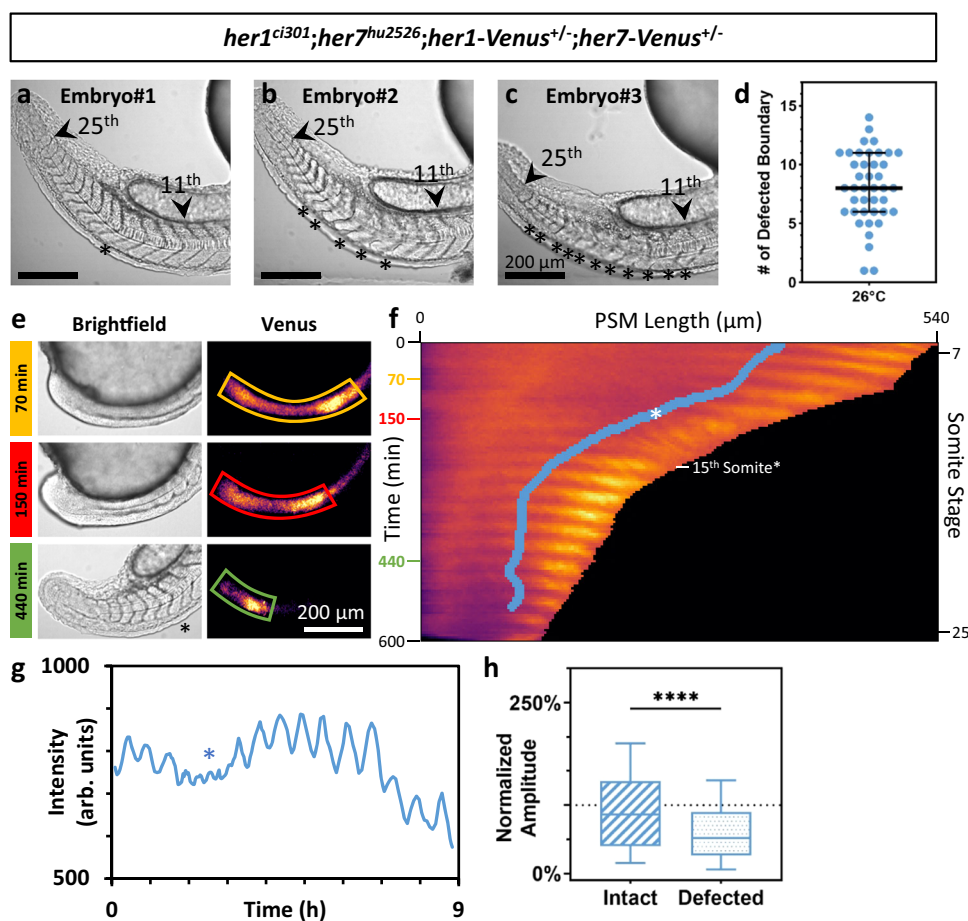 her1ci301;her7hu2526;her1-Venus+/-;her7-Venus+/-
a Embryo#1
25th
11th
*
b Embryo#2
25th
11th
* * * * *
c Embryo#3
25th
11th
200 μm
* * * * * * * * * * *
d
# of Defected Boundary
15
10
5
0
26°C
e Brightfield Venus
70 min
150 min
440 min
*
200 μm
f
0 PSM Length (μm) 540
0
70
150
440
600
Time (min)
*
15th Somite*
7
25
Somite Stage
g
1000
500
Intensity
(arb. units)
*
0 Time (h) 9
h
Normalized
Amplitude
250%
0%
****
Intact Defected